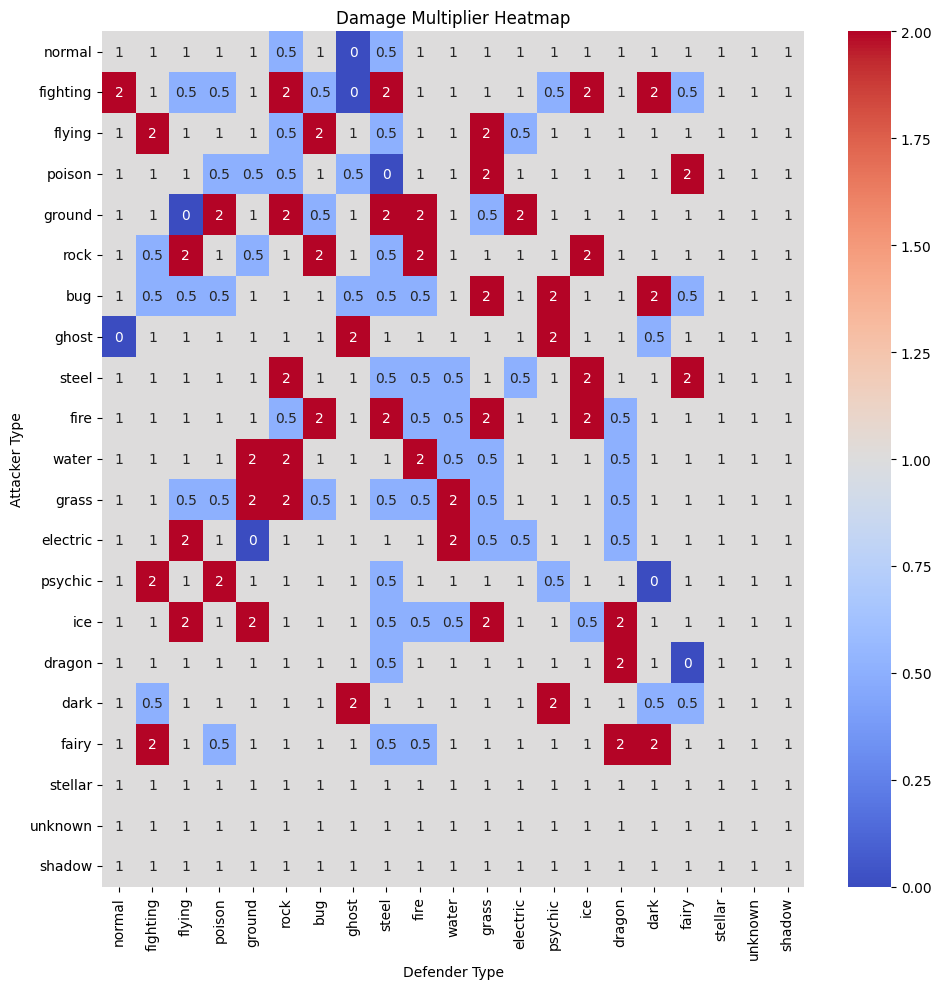 Damage Multiplier Heatmap
Attacker Type
normal 1 1 1 1 1 0.5 1 0 0.5 1 1 1 1 1 1 1 1 1 1 1 1
fighting 2 1 0.5 0.5 1 2 0.5 0 2 1 1 1 1 0.5 2 1 2 0.5 1 1 1
flying 1 2 1 1 1 0.5 2 1 0.5 1 1 2 0.5 1 1 1 1 1 1 1 1
poison 1 1 1 0.5 0.5 0.5 1 0.5 0 1 1 2 1 1 1 1 1 2 1 1 1
ground 1 1 0 2 1 2 0.5 1 2 2 1 0.5 2 1 1 1 1 1 1 1 1
rock 1 0.5 2 1 0.5 1 2 1 0.5 2 1 1 1 1 2 1 1 1 1 1 1
bug 1 0.5 0.5 0.5 1 1 1 0.5 0.5 0.5 1 2 1 2 1 1 2 0.5 1 1 1
ghost 0 1 1 1 1 1 1 2 1 1 1 1 1 2 1 1 0.5 1 1 1 1
steel 1 1 1 1 1 2 1 1 0.5 0.5 0.5 1 0.5 1 2 1 1 2 1 1 1
fire 1 1 1 1 1 0.5 2 1 2 0.5 0.5 2 1 1 2 0.5 1 1 1 1 1
water 1 1 1 1 2 2 1 1 1 2 0.5 0.5 1 1 1 0.5 1 1 1 1 1
grass 1 1 0.5 0.5 2 2 0.5 1 0.5 0.5 2 0.5 1 1 1 0.5 1 1 1 1 1
electric 1 1 2 1 0 1 1 1 1 1 2 0.5 0.5 1 1 0.5 1 1 1 1 1
psychic 1 2 1 2 1 1 1 1 0.5 1 1 1 1 0.5 1 1 0 1 1 1 1
ice 1 1 2 1 2 1 1 1 0.5 0.5 0.5 2 1 1 0.5 2 1 1 1 1 1
dragon 1 1 1 1 1 1 1 1 0.5 1 1 1 1 1 1 2 1 0 1 1 1
dark 1 0.5 1 1 1 1 1 2 1 1 1 1 1 2 1 1 0.5 0.5 1 1 1
fairy 1 2 1 0.5 1 1 1 1 0.5 0.5 1 1 1 1 1 2 2 1 1 1 1
stellar 1 1 1 1 1 1 1 1 1 1 1 1 1 1 1 1 1 1 1 1 1
unknown 1 1 1 1 1 1 1 1 1 1 1 1 1 1 1 1 1 1 1 1 1
shadow 1 1 1 1 1 1 1 1 1 1 1 1 1 1 1 1 1 1 1 1 1
normal fighting flying poison ground rock bug ghost steel fire water grass electric psychic ice dragon dark fairy stellar unknown shadow
Defender Type
2.00
1.75
1.50
1.25
1.00
0.75
0.50
0.25
0.00